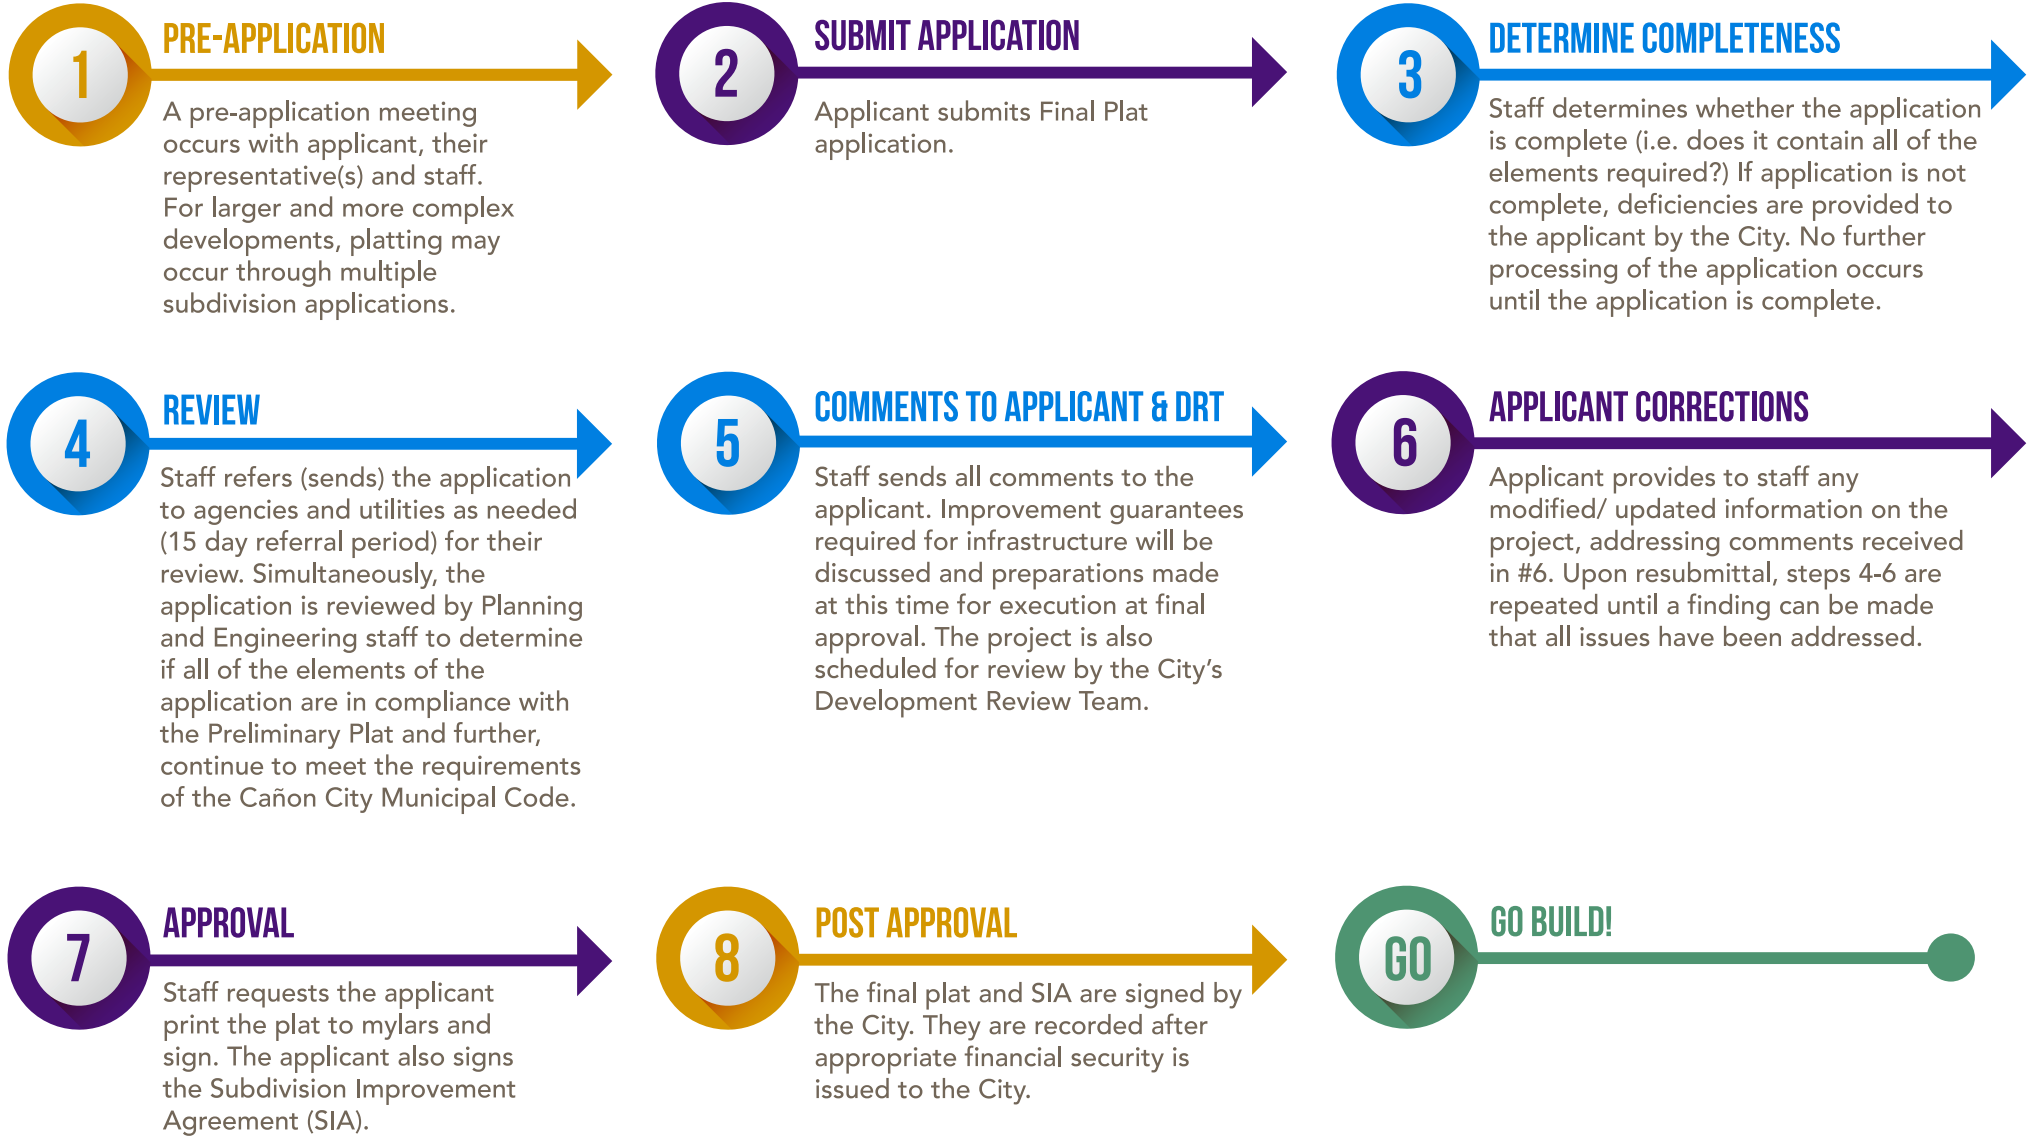 1
PRE-APPLICATION
A pre-application meeting
occurs with applicant, their
representative(s) and staff.
For larger and more complex
developments, platting may
occur through multiple
subdivision applications.
2
SUBMIT APPLICATION
Applicant submits Final Plat
application.
3
DETERMINE COMPLETENESS
Staff determines whether the application
is complete (i.e. does it contain all of the
elements required?) If application is not
complete, deficiencies are provided to
the applicant by the City. No further
processing of the application occurs
until the application is complete.
4
REVIEW
Staff refers (sends) the application
to agencies and utilities as needed
(15 day referral period) for their
review. Simultaneously, the
application is reviewed by Planning
and Engineering staff to determine
if all of the elements of the
application are in compliance with
the Preliminary Plat and further,
continue to meet the requirements
of the Cañon City Municipal Code.
5
COMMENTS TO APPLICANT & DRT
Staff sends all comments to the
applicant. Improvement guarantees
required for infrastructure will be
discussed and preparations made
at this time for execution at final
approval. The project is also
scheduled for review by the City’s
Development Review Team.
6
APPLICANT CORRECTIONS
Applicant provides to staff any
modified/ updated information on the
project, addressing comments received
in #6. Upon resubmittal, steps 4-6 are
repeated until a finding can be made
that all issues have been addressed.
7
APPROVAL
Staff requests the applicant
print the plat to mylars and
sign. The applicant also signs
the Subdivision Improvement
Agreement (SIA).
8
POST APPROVAL
The final plat and SIA are signed by
the City. They are recorded after
appropriate financial security is
issued to the City.
GO
GO BUILD!